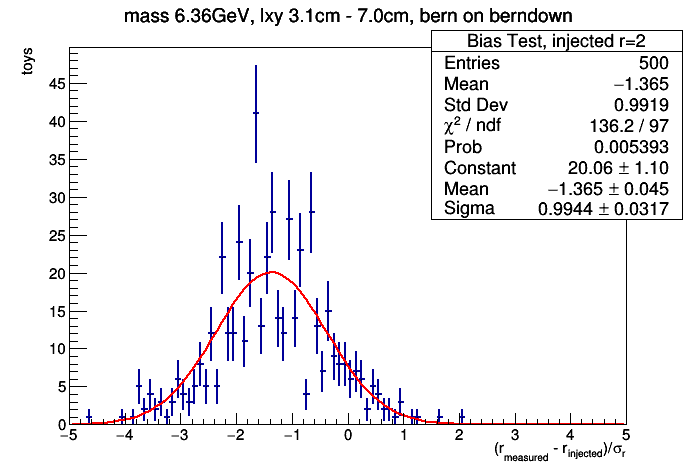 mass 6.36GeV, lxy 3.1cm - 7.0cm, bern on berndown
Bias Test, injected r=2
Entries 500
Mean −1.365
Std Dev 0.9919
χ² / ndf 136.2 / 97
Prob 0.005393
Constant 20.06 ± 1.10
Mean −1.365 ± 0.045
Sigma 0.9944 ± 0.0317
toys
45
40
35
30
25
20
15
10
5
0
−5 −4 −3 −2 −1 0 1 2 3 4 5
(r_measured - r_injected)/σ_r